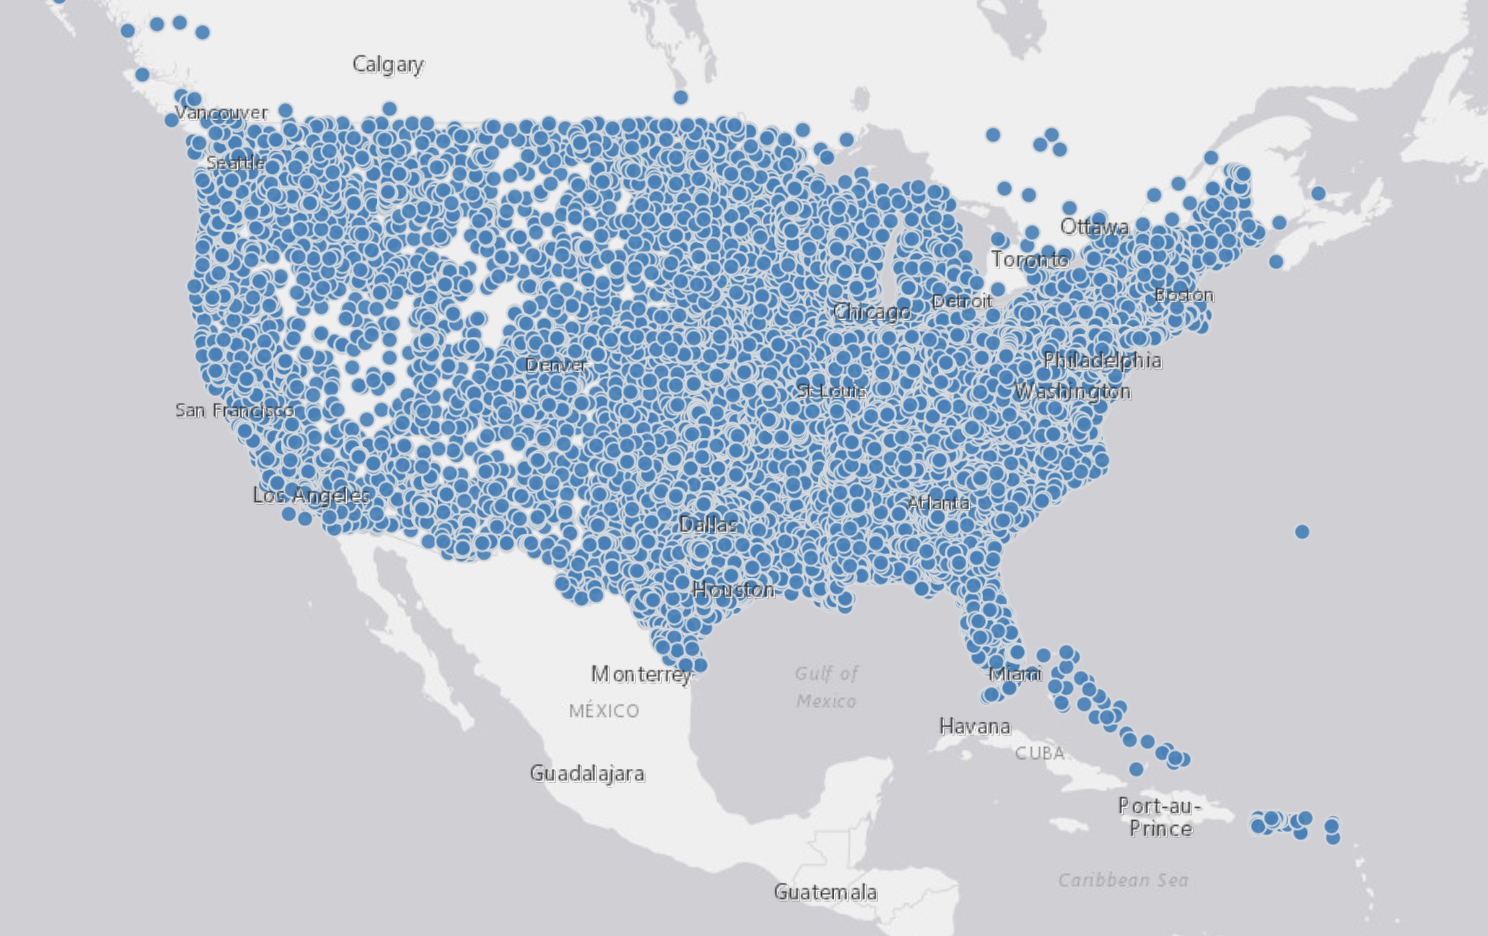 Calgary
Vancouver
Seattle
Ottawa
Toronto
Boston
Detroit
Chicago
Philadelphia
Denver
St Louis
Washington
San Francisco
Los Angeles
Atlanta
Dallas
Houston
Monterrey
Miami
Gulf of
Mexico
MÉXICO
Havana
CUBA
Guadalajara
Port-au-
Prince
Caribbean Sea
Guatemala